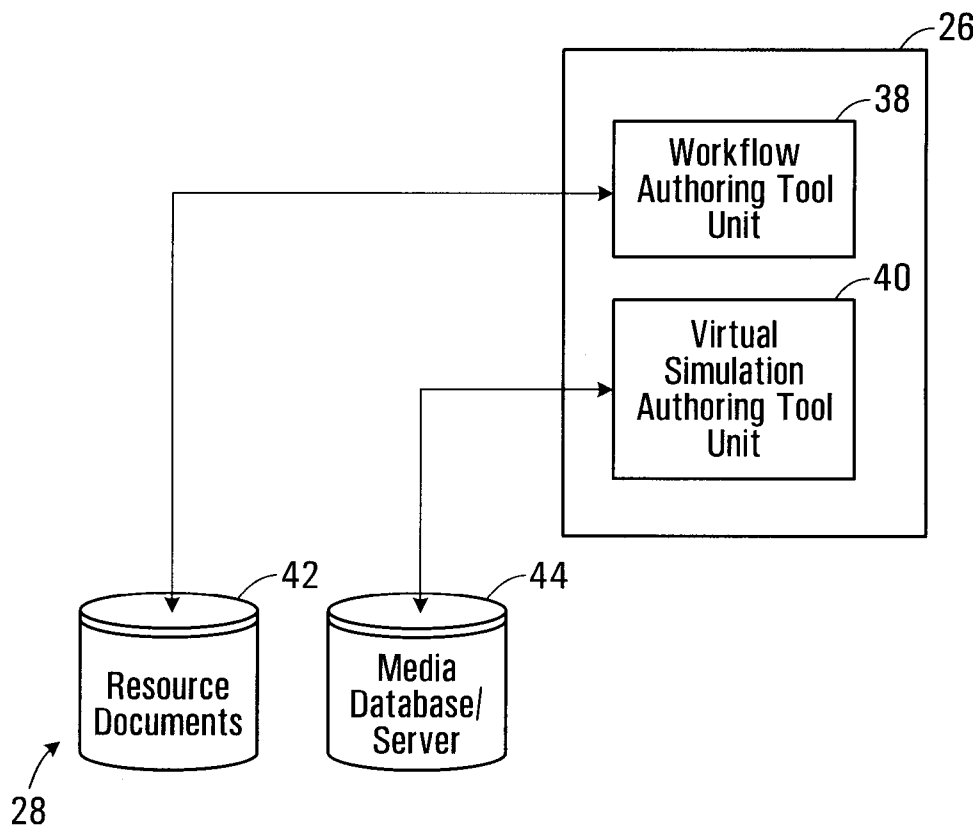 26
38
Workflow
Authoring Tool
Unit
40
Virtual
Simulation
Authoring Tool
Unit
42
Resource
Documents
44
Media
Database/
Server
28